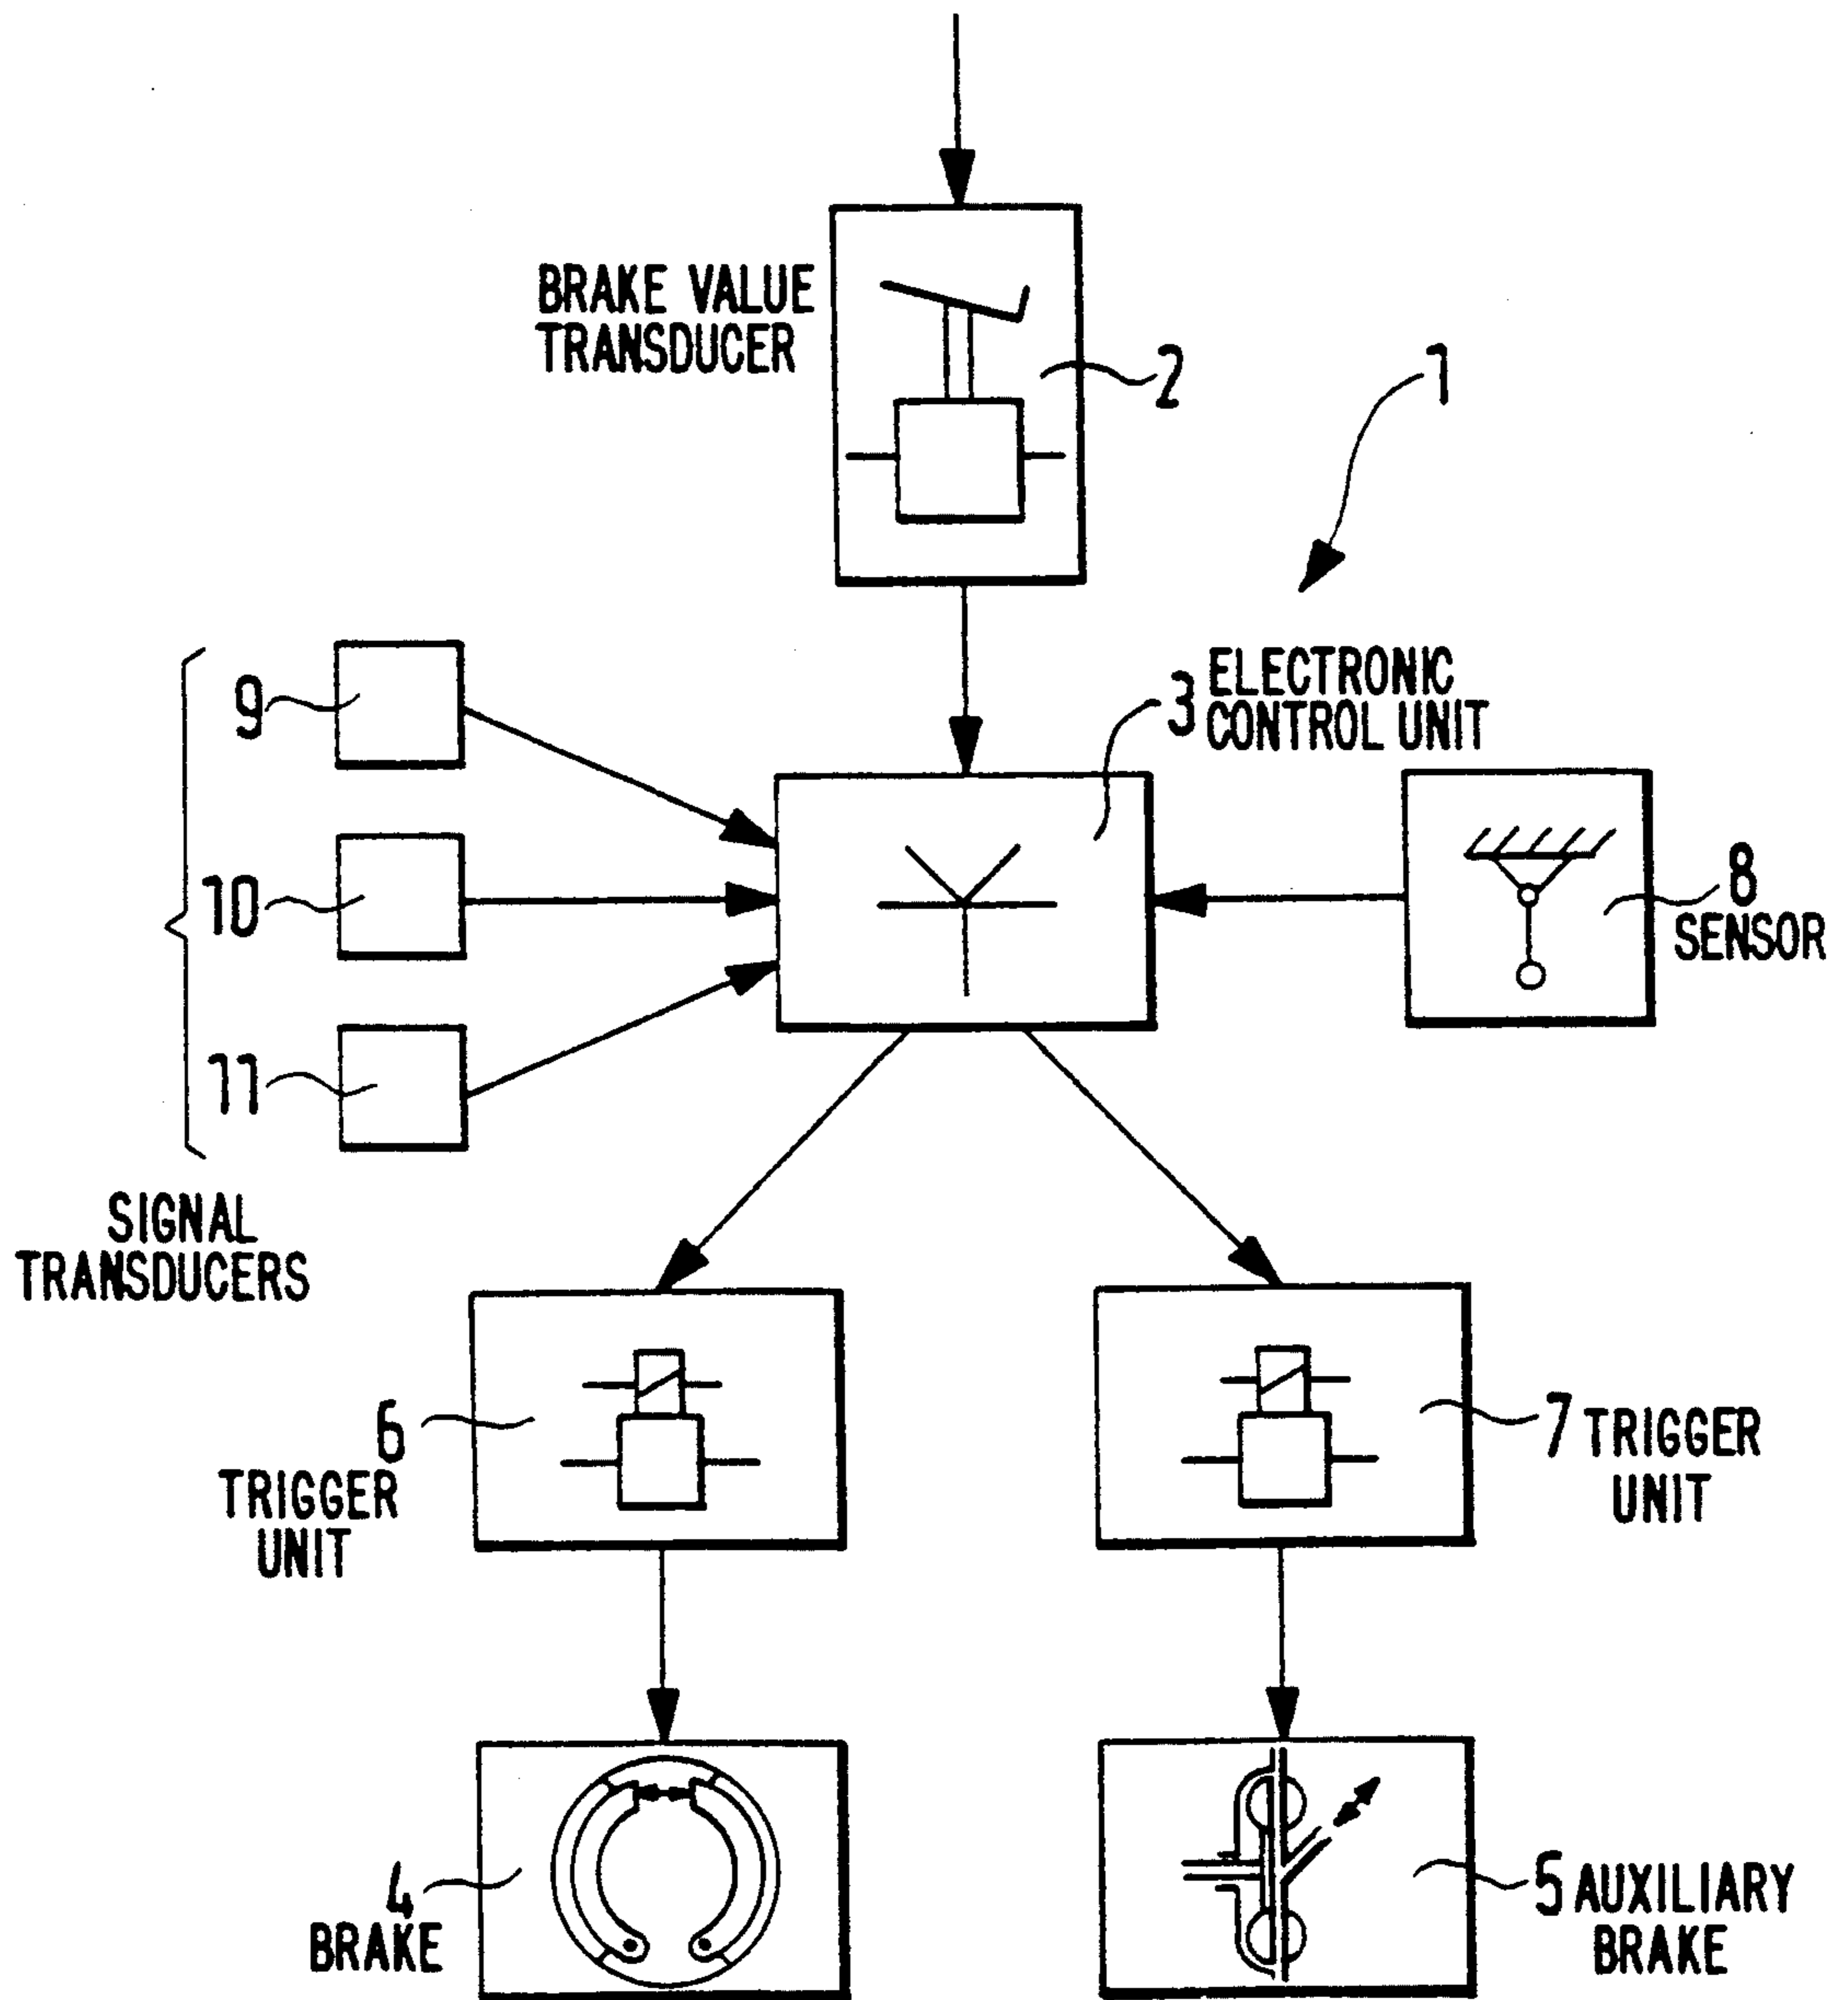 BRAKE VALUE
TRANSDUCER
2
1
9
3 ELECTRONIC
CONTROL UNIT
10
8
SENSOR
11
SIGNAL
TRANSDUCERS
6
TRIGGER
UNIT
7 TRIGGER
UNIT
4
BRAKE
5 AUXILIARY
BRAKE